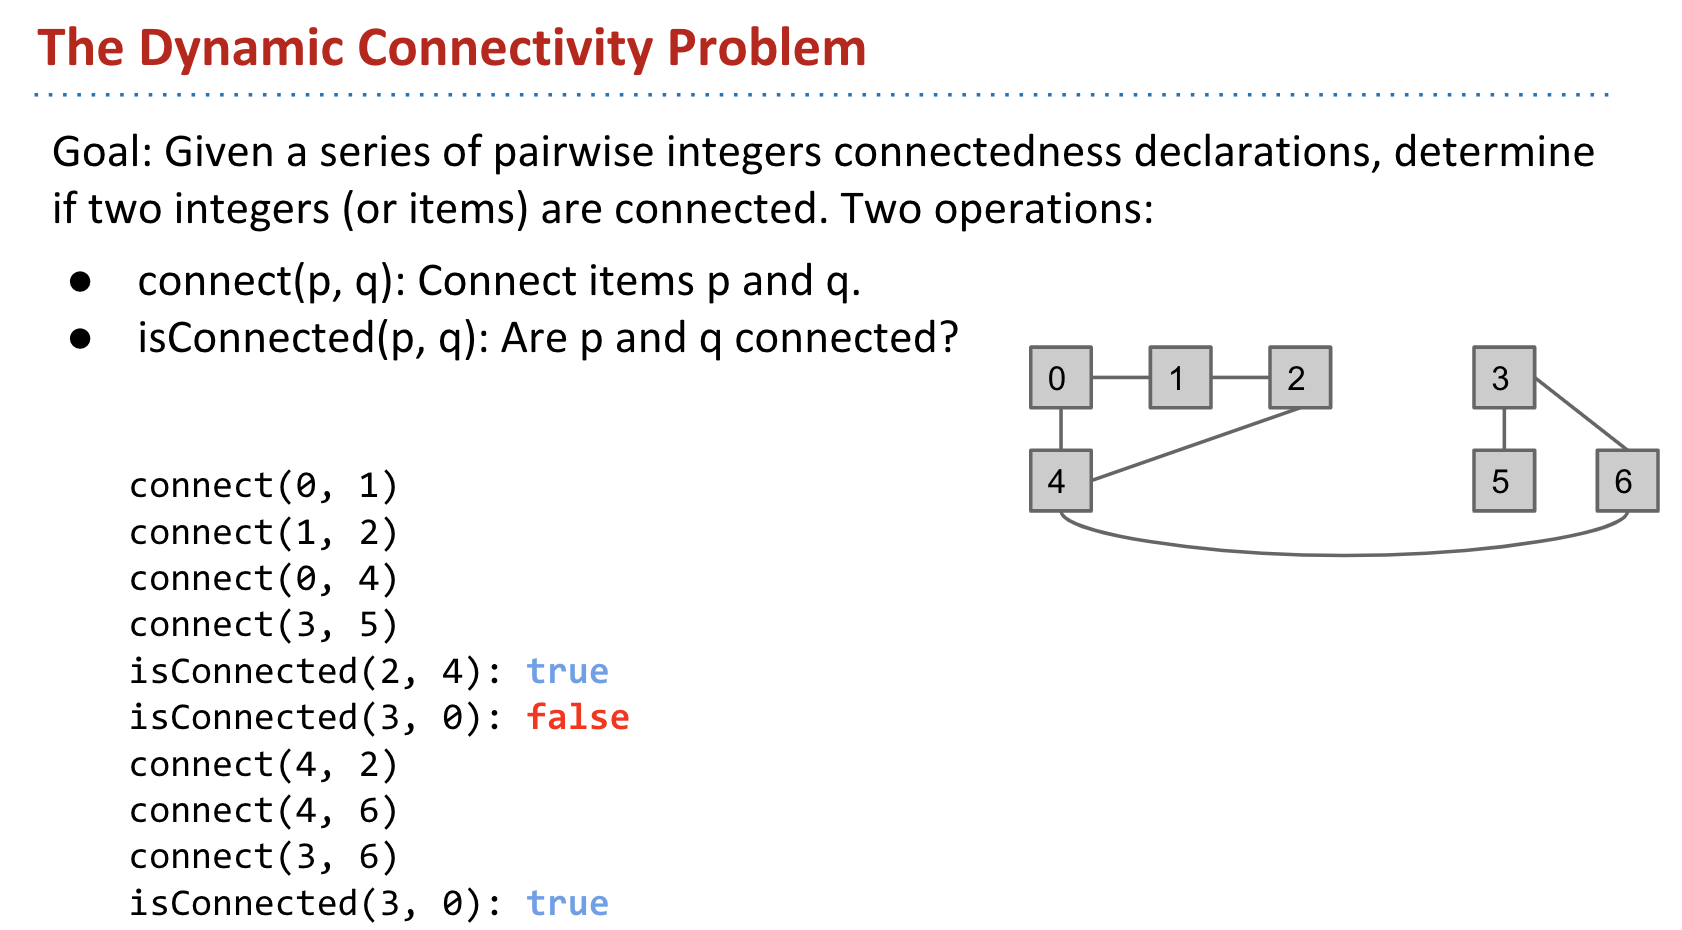 The Dynamic Connectivity Problem
Goal: Given a series of pairwise integers connectedness declarations, determine
if two integers (or items) are connected. Two operations:
● connect(p, q): Connect items p and q.
● isConnected(p, q): Are p and q connected?
0 1 2 3
4 5 6
connect(0, 1)
connect(1, 2)
connect(0, 4)
connect(3, 5)
isConnected(2, 4): true
isConnected(3, 0): false
connect(4, 2)
connect(4, 6)
connect(3, 6)
isConnected(3, 0): true